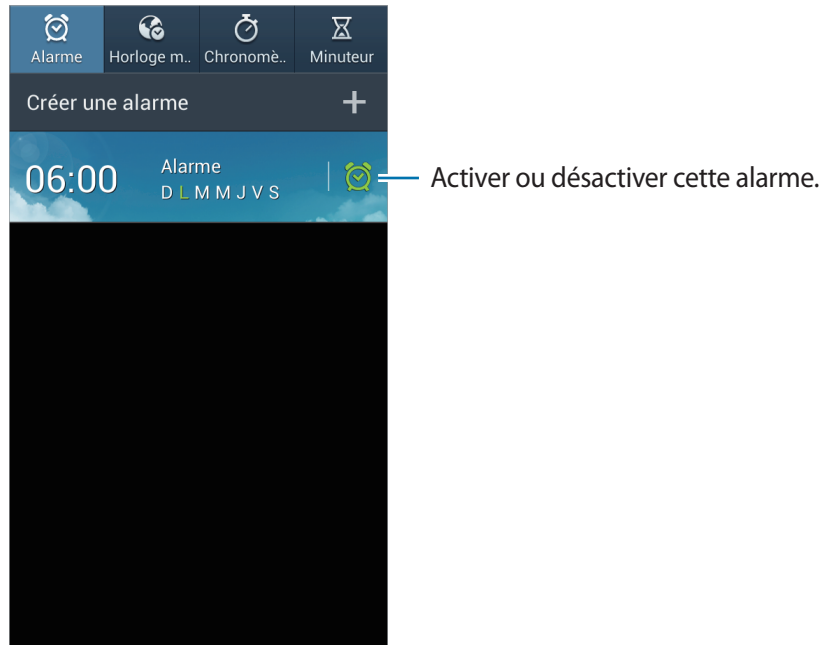 Alarme
Horloge m..
Chronomè..
Minuteur
Créer une alarme
06:00
Alarme
D L M M J V S
Activer ou désactiver cette alarme.